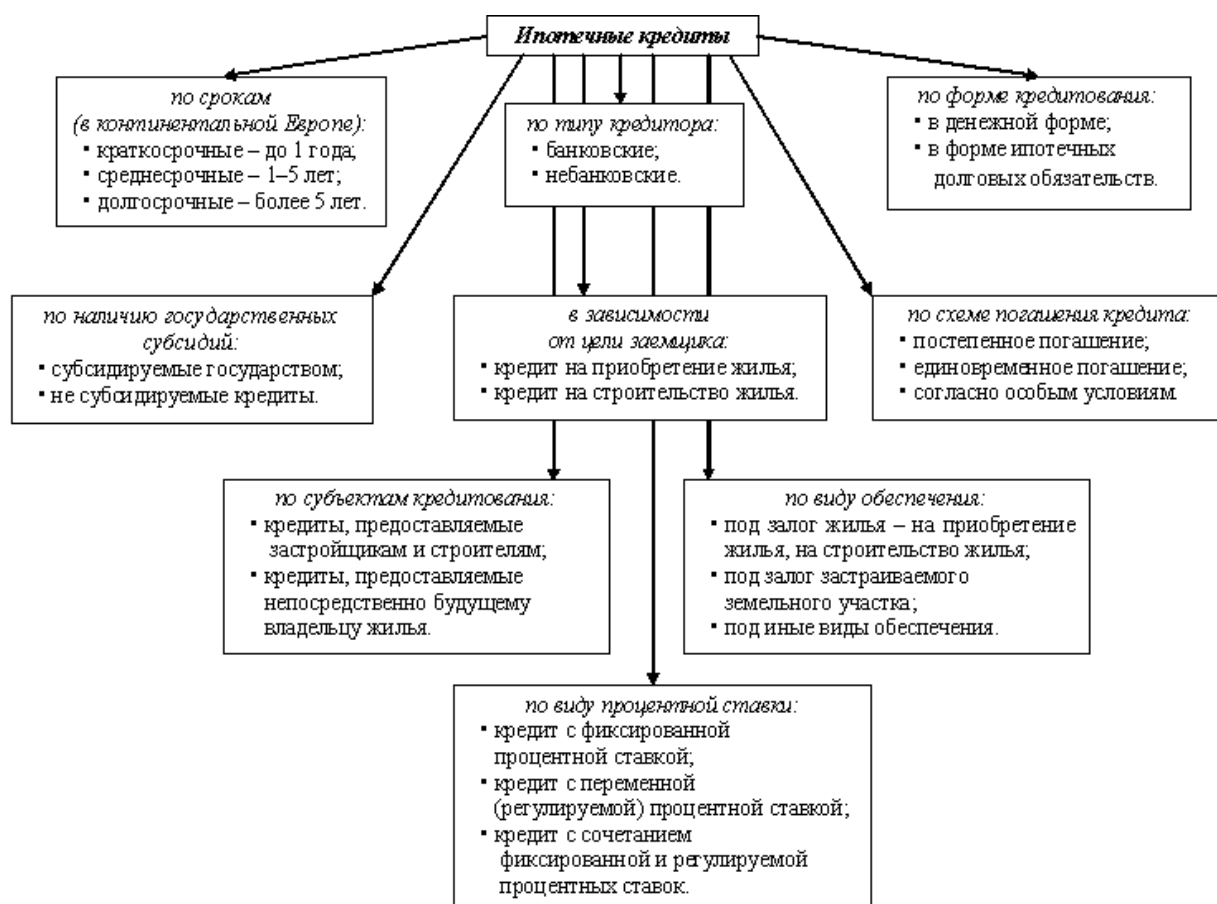 Ипотечные кредиты
по срокам
(в континентальной Европе):
▪ краткосрочные – до 1 года;
▪ среднесрочные – 1–5 лет;
▪ долгосрочные – более 5 лет.
по типу кредитора:
▪ банковские;
▪ небанковские.
по форме кредитования:
▪ в денежной форме;
▪ в форме ипотечных
долговых обязательств.
по наличию государственных
субсидий:
▪ субсидируемые государством;
▪ не субсидируемые кредиты.
в зависимости
от цели заемщика:
▪ кредит на приобретение жилья;
▪ кредит на строительство жилья.
по схеме погашения кредита:
▪ постепенное погашение;
▪ единовременное погашение;
▪ согласно особым условиям.
по субъектам кредитования:
▪ кредиты, предоставляемые
застройщикам и строителям;
▪ кредиты, предоставляемые
непосредственно будущему
владельцу жилья.
по виду обеспечения:
▪ под залог жилья – на приобретение
жилья, на строительство жилья;
▪ под залог застраиваемого
земельного участка;
▪ под иные виды обеспечения.
по виду процентной ставки:
▪ кредит с фиксированной
процентной ставкой;
▪ кредит с переменной
(регулируемой) процентной ставкой;
▪ кредит с сочетанием
фиксированной и регулируемой
процентных ставок.